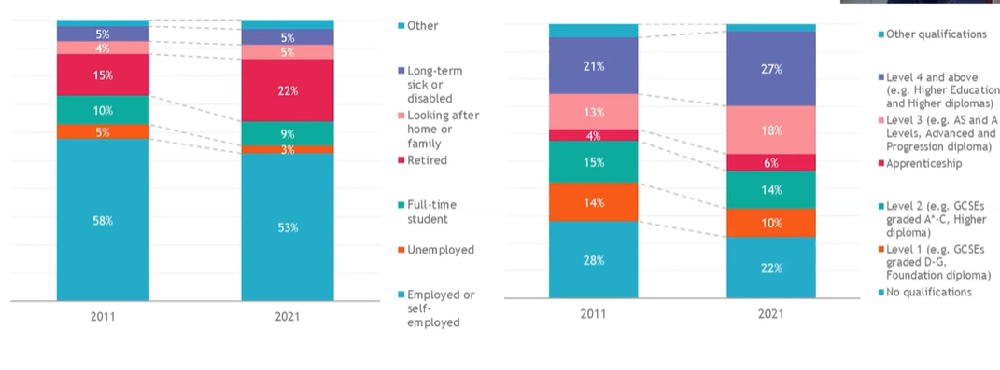 5%
4%
15%
10%
5%
58%
2011
5%
5%
22%
9%
3%
53%
2021
Other
Long-term
sick or
disabled
Looking after
home or
family
Retired
Full-time
student
Unemployed
Employed or
self-
employed
21%
13%
4%
15%
14%
28%
2011
27%
18%
6%
14%
10%
22%
2021
Other qualifications
Level 4 and above
(e.g. Higher Education
and Higher diplomas)
Level 3 (e.g. AS and A
Levels, Advanced and
Progression diploma)
Apprenticeship
Level 2 (e.g. GCSEs
graded A*-C, Higher
diploma)
Level 1 (e.g. GCSEs
graded D-G,
Foundation diploma)
No qualifications